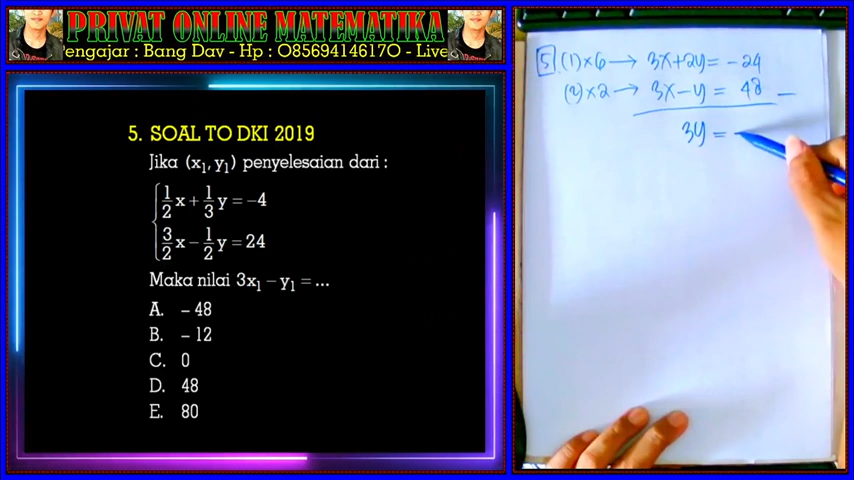 PRIVAT ONLINE MATEMATIKA
Pengajar : Bang Dav - Hp : 085694146170 - Live
5. SOAL TO DKI 2019
Jika (x₁, y₁) penyelesaian dari :
1/2 x + 1/3 y = -4
3/2 x - 1/2 y = 24
Maka nilai 3x₁ - y₁ = ...
A. - 48
B. - 12
C. 0
D. 48
E. 80
5. (1) x 6 → 3x + 2y = -24
(2) x 2 → 3x - y = 48 -
3y = -